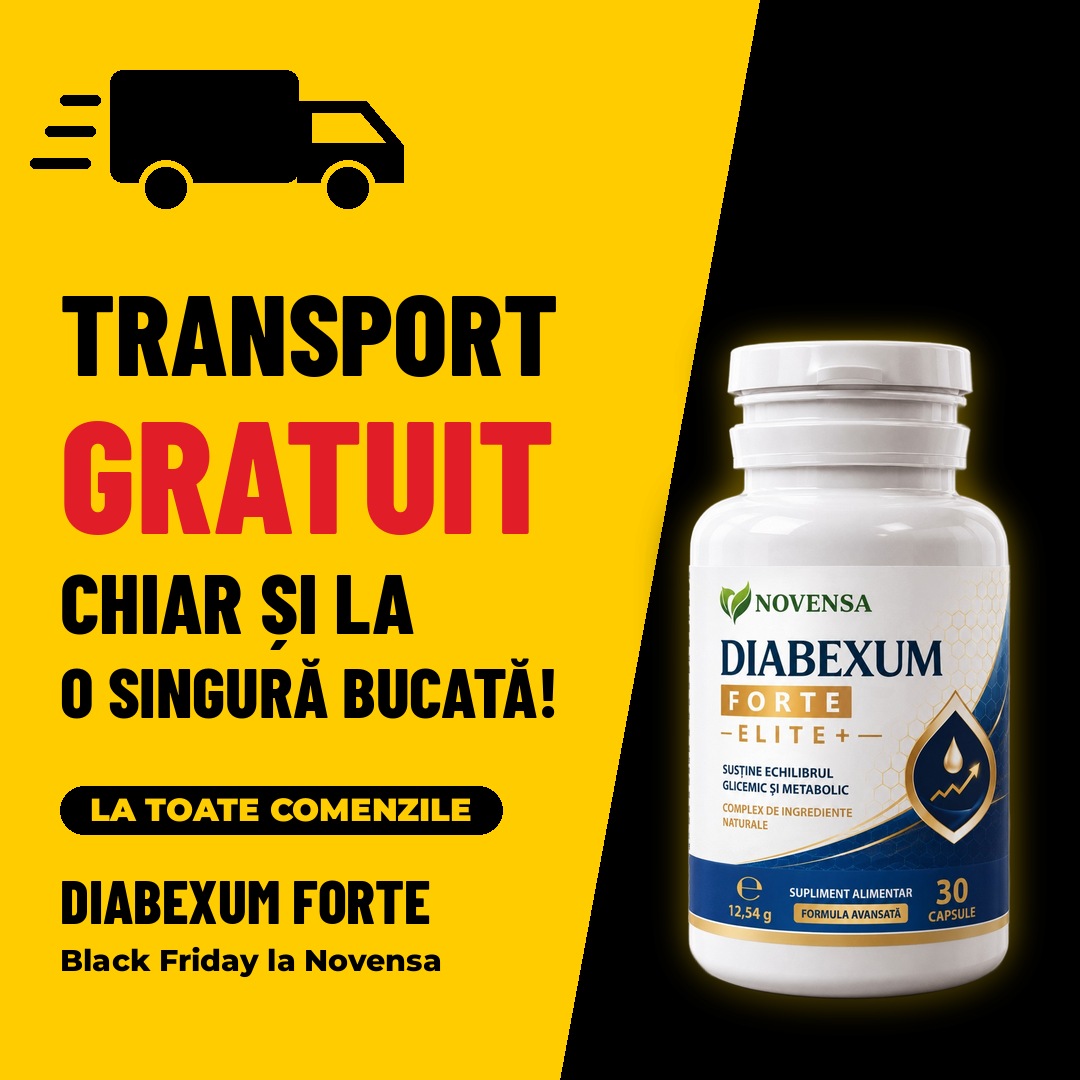 TRANSPORT
GRATUIT
CHIAR ȘI LA
O SINGURĂ BUCATĂ!
LA TOATE COMENZILE
DIABEXUM FORTE
Black Friday la Novensa
NOVENSA
DIABEXUM
FORTE
–ELITE+—
SUSȚINE ECHILIBRUL
GLICEMIC ȘI METABOLIC
COMPLEX DE INGREDIENTE
NATURALE
℮
12,54 g
SUPLIMENT ALIMENTAR
FORMULA AVANSATĂ
30
CAPSULE